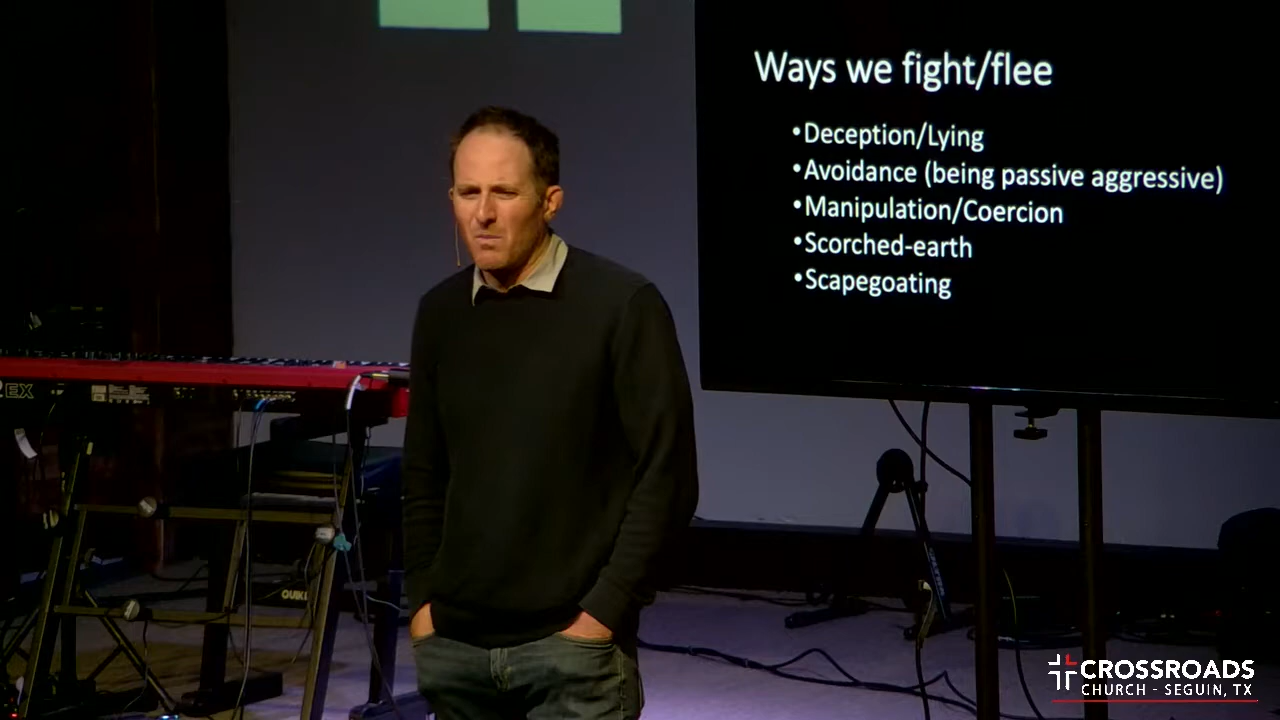 Ways we fight/flee
•Deception/Lying
•Avoidance (being passive aggressive)
•Manipulation/Coercion
•Scorched-earth
•Scapegoating
EX
CROSSROADS
CHURCH - SEGUIN, TX